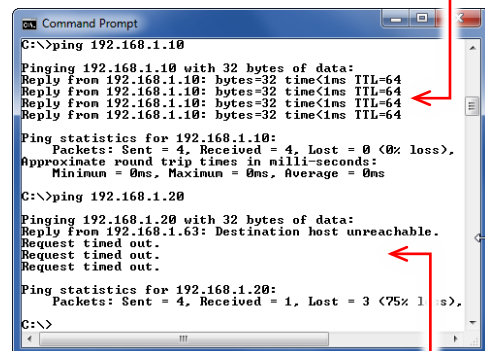 Command Prompt
C:\>ping 192.168.1.10
Pinging 192.168.1.10 with 32 bytes of data:
Reply from 192.168.1.10: bytes=32 time<1ms TTL=64
Reply from 192.168.1.10: bytes=32 time<1ms TTL=64
Reply from 192.168.1.10: bytes=32 time<1ms TTL=64
Reply from 192.168.1.10: bytes=32 time<1ms TTL=64
Ping statistics for 192.168.1.10:
Packets: Sent = 4, Received = 4, Lost = 0 (0% loss),
Approximate round trip times in milli-seconds:
Minimum = 0ms, Maximum = 0ms, Average = 0ms
C:\>ping 192.168.1.20
Pinging 192.168.1.20 with 32 bytes of data:
Reply from 192.168.1.63: Destination host unreachable.
Request timed out.
Request timed out.
Request timed out.
Ping statistics for 192.168.1.20:
Packets: Sent = 4, Received = 1, Lost = 3 (75%
C:\>